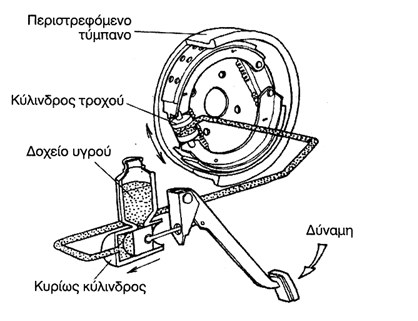 Περιστρεφόμενο
τύμπανο
Κύλινδρος τροχού
Δοχείο υγρού
Δύναμη
Κυρίως κύλινδρος